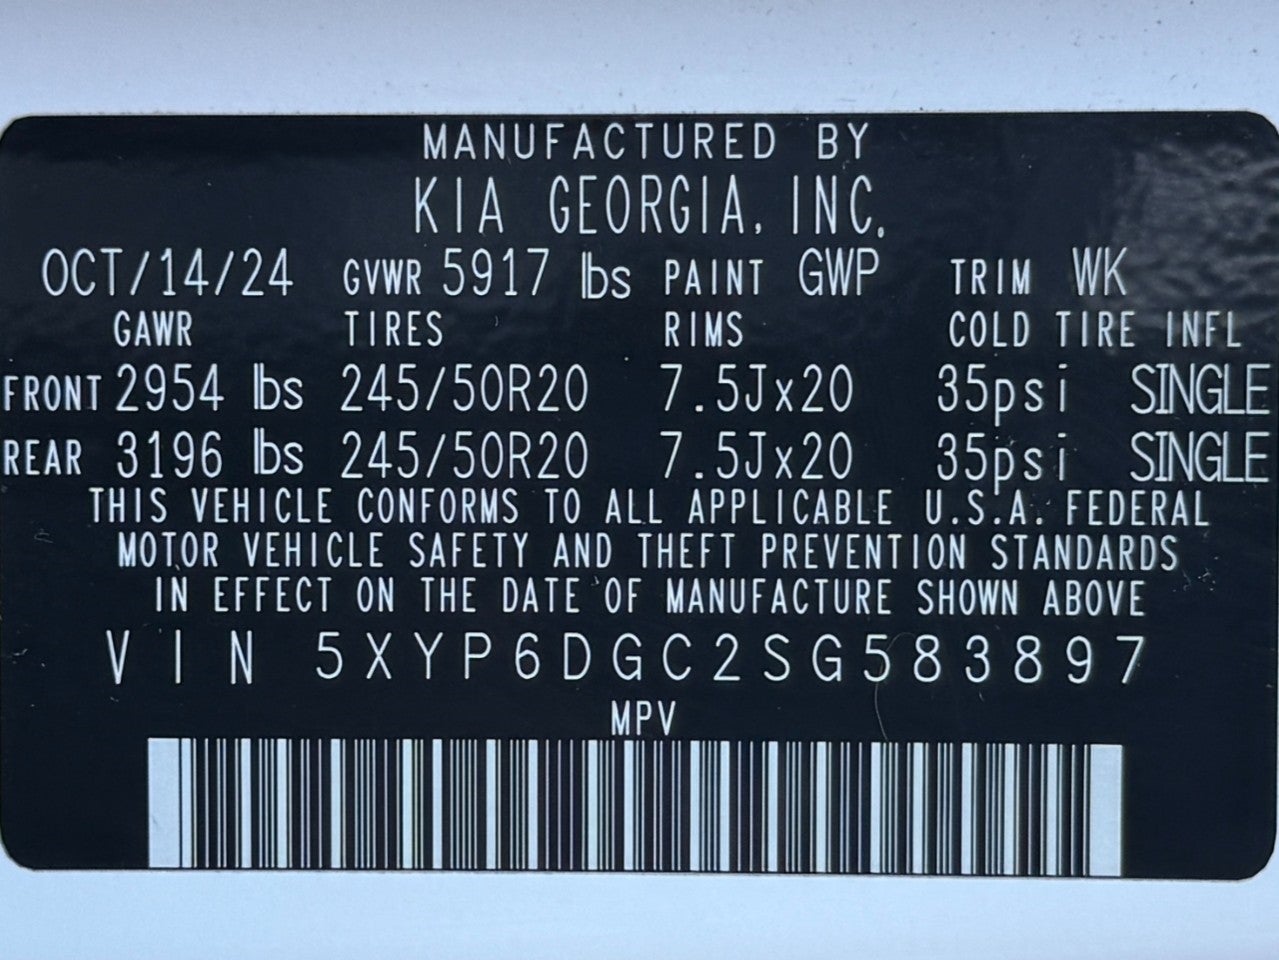 MANUFACTURED BY
KIA GEORGIA, INC.
OCT/14/24 GVWR 5917 lbs PAINT GWP TRIM WK
GAWR TIRES RIMS COLD TIRE INFL
FRONT 2954 lbs 245/50R20 7.5Jx20 35psi SINGLE
REAR 3196 lbs 245/50R20 7.5Jx20 35psi SINGLE
THIS VEHICLE CONFORMS TO ALL APPLICABLE U.S.A. FEDERAL
MOTOR VEHICLE SAFETY AND THEFT PREVENTION STANDARDS
IN EFFECT ON THE DATE OF MANUFACTURE SHOWN ABOVE
VIN 5XYP6DGC2SG583897
MPV